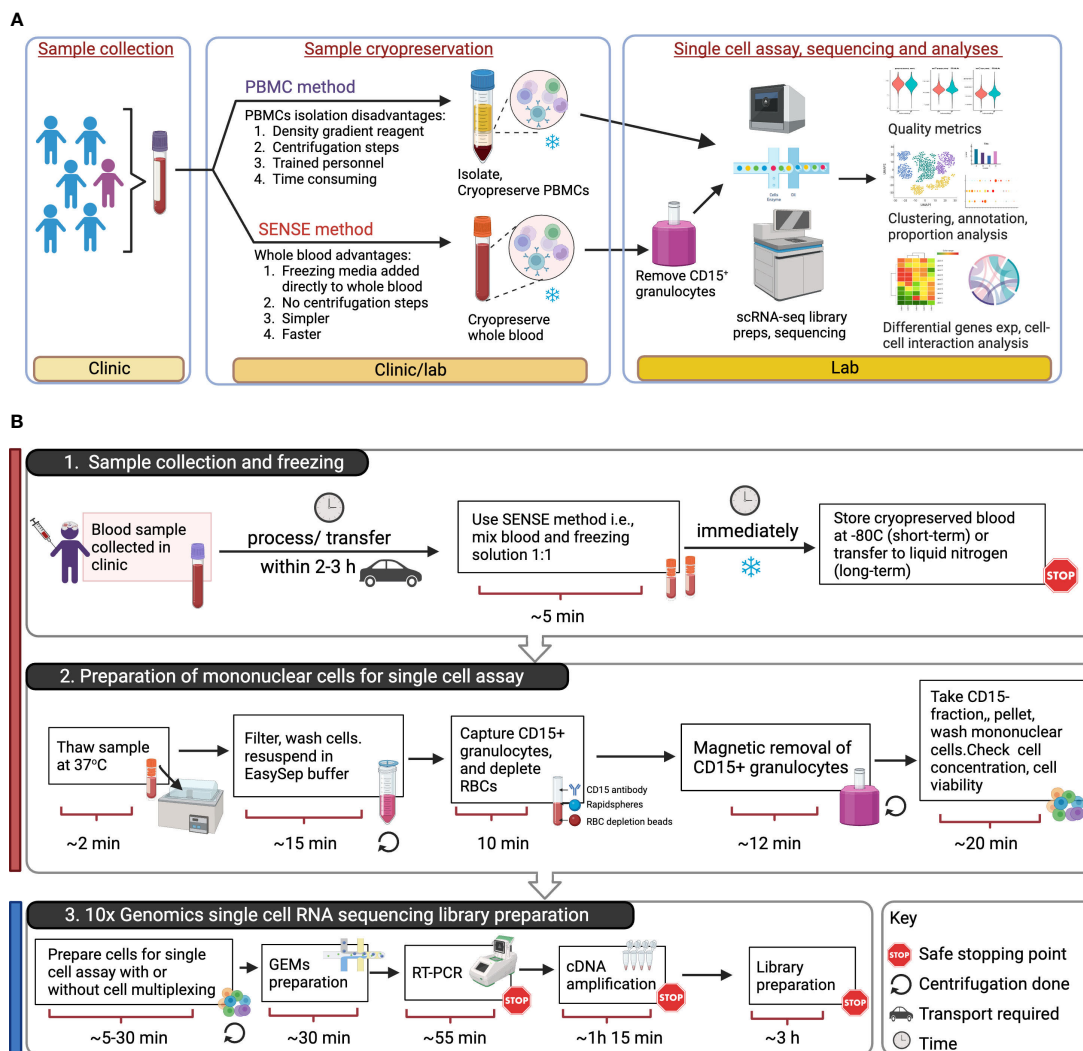 A
Sample collection
Clinic
Sample cryopreservation
PBMC method
PBMCs isolation disadvantages:
1. Density gradient reagent
2. Centrifugation steps
3. Trained personnel
4. Time consuming
Isolate,
Cryopreserve PBMCs
SENSE method
Whole blood advantages:
1. Freezing media added
directly to whole blood
2. No centrifugation steps
3. Simpler
4. Faster
Cryopreserve
whole blood
Clinic/lab
Single cell assay, sequencing and analyses
Remove CD15+
granulocytes
Cells
Enzyme
Oil
scRNA-seq library
preps, sequencing
Quality metrics
Clustering, annotation,
proportion analysis
Differential genes exp, cell-
cell interaction analysis
Lab
B
1. Sample collection and freezing
Blood sample
collected in
clinic
process/ transfer
within 2-3 h
Use SENSE method i.e.,
mix blood and freezing
solution 1:1
~5 min
immediately
Store cryopreserved blood
at -80C (short-term) or
transfer to liquid nitrogen
(long-term)
STOP
2. Preparation of mononuclear cells for single cell assay
Thaw sample
at 37°C
~2 min
Filter, wash cells.
resuspend in
EasySep buffer
~15 min
Capture CD15+
granulocytes,
and deplete
RBCs
CD15 antibody
Rapidspheres
RBC depletion beads
10 min
Magnetic removal of
CD15+ granulocytes
~12 min
Take CD15-
fraction,, pellet,
wash mononuclear
cells.Check cell
concentration, cell
viability
~20 min
3. 10x Genomics single cell RNA sequencing library preparation
Prepare cells for single
cell assay with or
without cell multiplexing
~5-30 min
GEMs
preparation
~30 min
RT-PCR
STOP
~55 min
cDNA
amplification
STOP
~1h 15 min
Library
preparation
STOP
~3 h
Key
STOP Safe stopping point
Centrifugation done
Transport required
Time